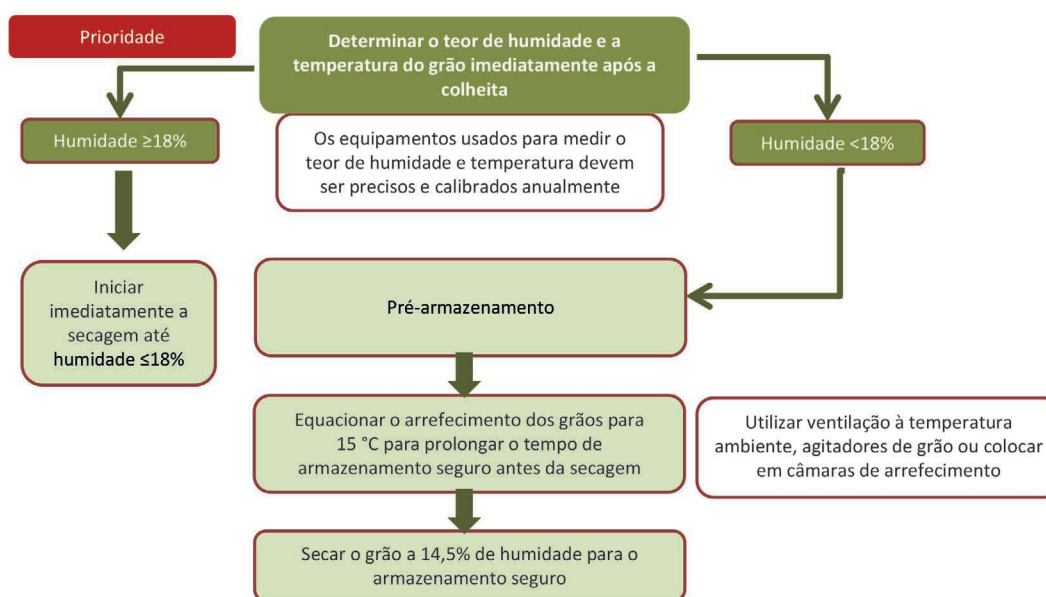 Prioridade
Determinar o teor de humidade e a
temperatura do grão imediatamente após a
colheita
Humidade ≥18%
Os equipamentos usados para medir o
teor de humidade e temperatura devem
ser precisos e calibrados anualmente
Humidade <18%
Iniciar
imediatamente a
secagem até
humidade ≤18%
Pré-armazenamento
Equacionar o arrefecimento dos grãos para
15 °C para prolongar o tempo de
armazenamento seguro antes da secagem
Utilizar ventilação à temperatura
ambiente, agitadores de grão ou colocar
em câmaras de arrefecimento
Secar o grão a 14,5% de humidade para o
armazenamento seguro